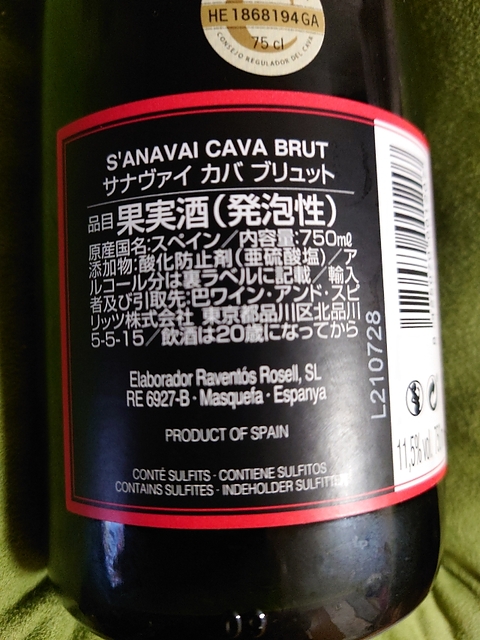 HE 1868194 GA
75 cl
CONSEJO REGULADOR DEL CAVA
S'ANAVAI CAVA BRUT
サナヴァイ カバ ブリュット
品目 果実酒(発泡性)
原産国名:スペイン/内容量:750mℓ
添加物:酸化防止剤(亜硫酸塩)/ア
ルコール分は裏ラベルに記載/輸入
者及び引取先:巴ワイン・アンド・スピ
リッツ株式会社 東京都品川区北品川
5-5-15/飲酒は20歳になってから
Elaborador Raventós Rosell, SL
RE 6927-B · Masquefa · Espanya
PRODUCT OF SPAIN
CONTÉ SULFITS - CONTIENE SULFITOS
CONTAINS SULFITES - INDEHOLDER SULFITTER
L210728
11,5% vol.